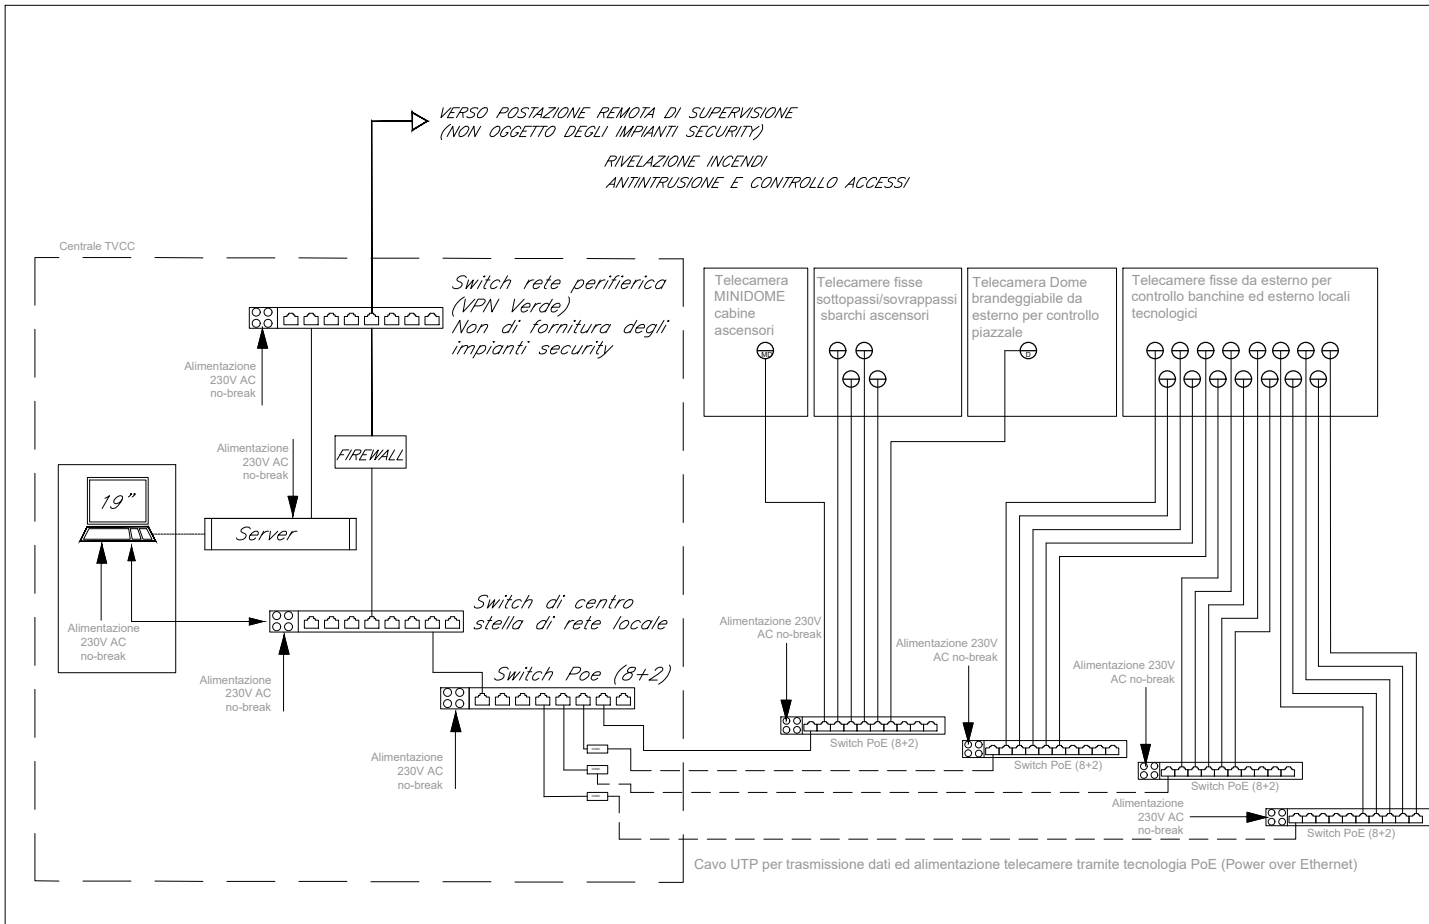 VERSO POSTAZIONE REMOTA DI SUPERVISIONE
(NON OGGETTO DEGLI IMPIANTI SECURITY)
RIVELAZIONE INCENDI
ANTINTRUSIONE E CONTROLLO ACCESSI
Centrale TVCC
Switch rete perifierica
(VPN Verde)
Non di fornitura degli
impianti security
Alimentazione
230V AC
no-break
Alimentazione
230V AC
no-break
FIREWALL
19"
Server
Alimentazione
230V AC
no-break
Switch di centro
stella di rete locale
Alimentazione
230V AC
no-break
Switch Poe (8+2)
Alimentazione
230V AC
no-break
Telecamera
MINIDOME
cabine
ascensori
MD
Telecamere fisse
sottopassi/sovrappassi
sbarchi ascensori
Telecamera Dome
brandeggiabile da
esterno per controllo
piazzale
D
Telecamere fisse da esterno per
controllo banchine ed esterno locali
tecnologici
Alimentazione 230V
AC no-break
Switch PoE (8+2)
Alimentazione 230V
AC no-break
Switch PoE (8+2)
Alimentazione 230V
AC no-break
Switch PoE (8+2)
Alimentazione
230V AC
no-break
Switch PoE (8+2)
Cavo UTP per trasmissione dati ed alimentazione telecamere tramite tecnologia PoE (Power over Ethernet)